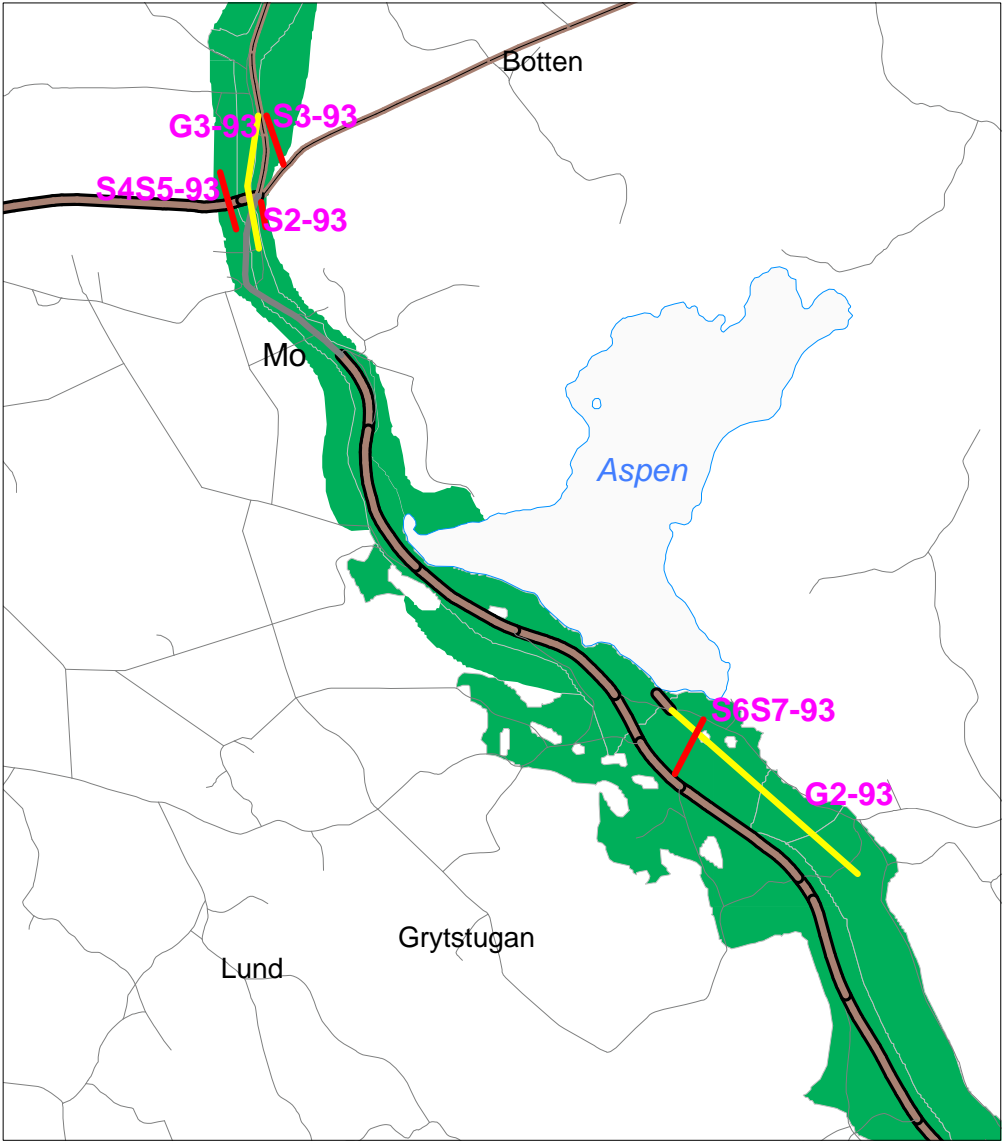 Botten
S3-93
G3-93
S4S5-93
S2-93
Mo
Aspen
S6S7-93
G2-93
Grytstugan
Lund